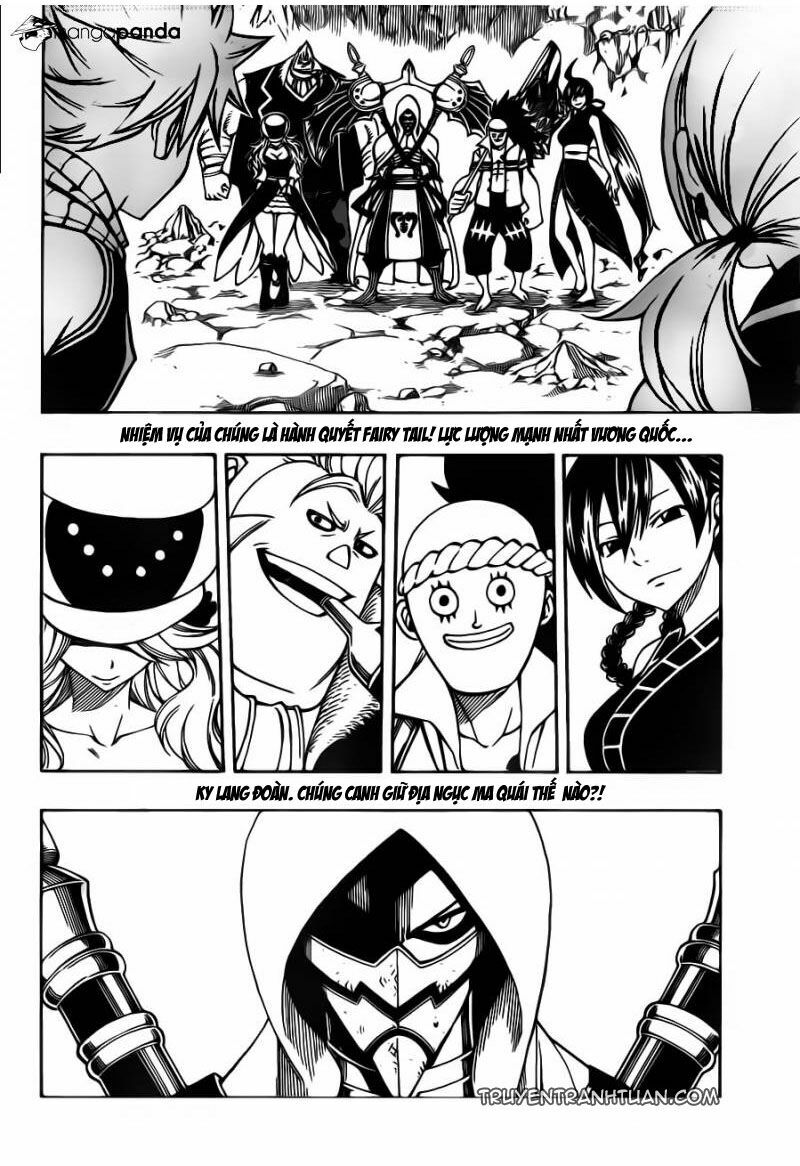 mangapanda
NHIỆM VỤ CỦA CHÚNG LÀ HÀNH QUYẾT FAIRY TAIL! LỰC LƯỢNG MẠNH NHẤT VƯƠNG QUỐC...
KỴ LANG ĐOÀN. CHÚNG CANH GIỮ ĐỊA NGỤC MA QUÁI THẾ NÀO?!
TRUYENTRANHTUAN.COM